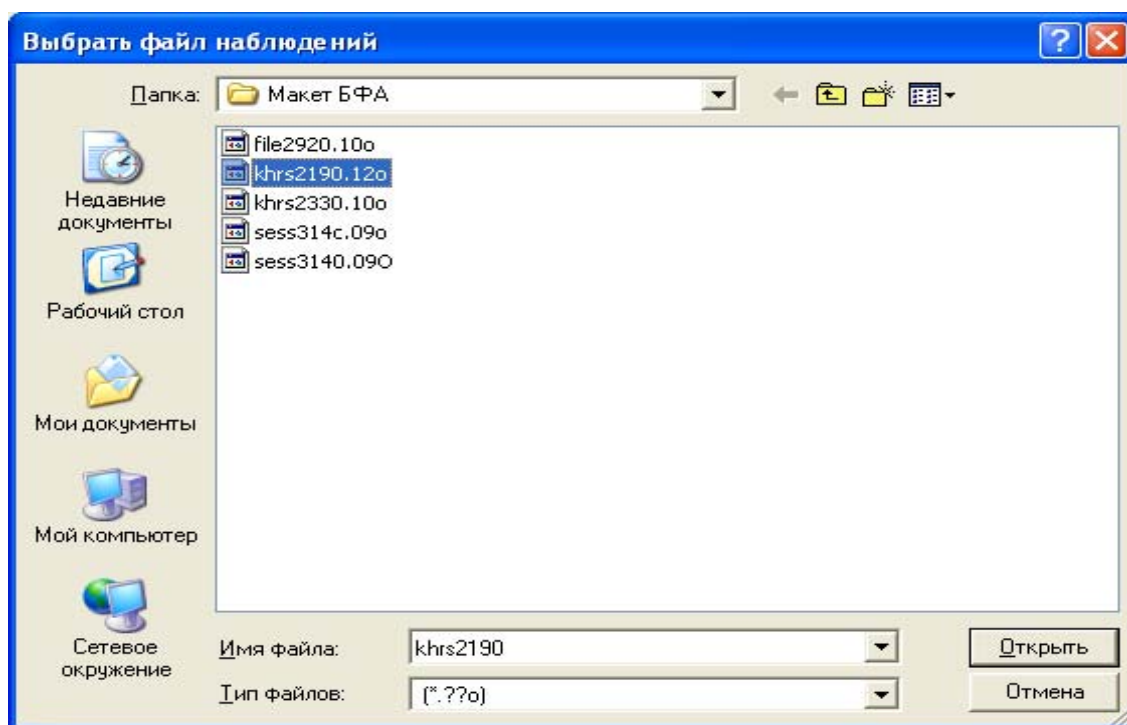 Выбрать файл наблюдений
Папка: Макет БФА
file2920.10o
khrs2190.12o
khrs2330.10o
sess314c.09o
sess3140.09O
Недавние
документы
Рабочий стол
Мои документы
Мой компьютер
Сетевое
окружение
Имя файла: khrs2190 Открыть
Тип файлов: (*.??o) Отмена